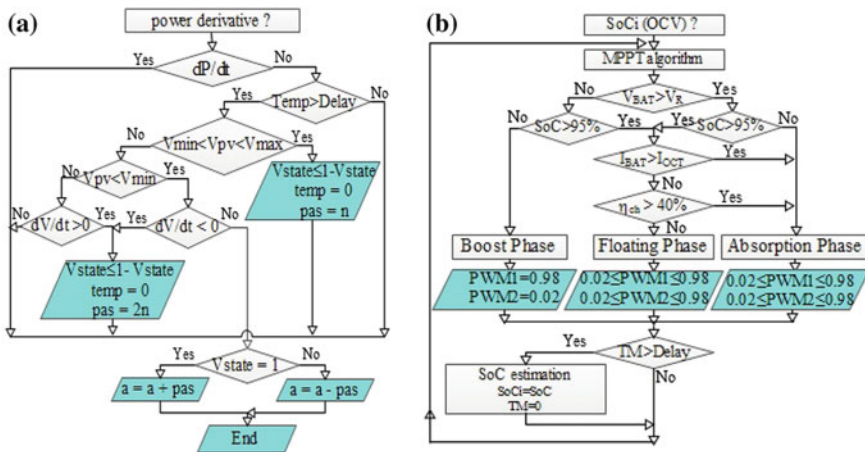 (a)
power derivative ?
Yes
No
dP/dt
Temp>Delay
Yes
No
No
Vmin<Vpv<Vmax
Yes
Vpv<Vmin
No
Yes
Vstate≤1-Vstate
temp = 0
pas = n
No
dV/dt >0
Yes
Yes
dV/dt < 0
No
Vstate≤1- Vstate
temp = 0
pas = 2n
Yes
Vstate = 1
No
a = a + pas
a = a - pas
End
(b)
SoCi (OCV) ?
MPPT algorithm
No
V_BAT>V_R
Yes
No
SoC>95%
Yes
Yes
SoC>95%
No
I_BAT>I_OCT
Yes
No
η_ch > 40%
Yes
No
Boost Phase
Floating Phase
Absorption Phase
PWM1=0.98
PWM2=0.02
0.02≤PWM1≤0.98
0.02≤PWM2≤0.98
0.02≤PWM1≤0.98
0.02≤PWM2≤0.98
Yes
TM>Delay
No
SoC estimation
SoCi=SoC
TM=0